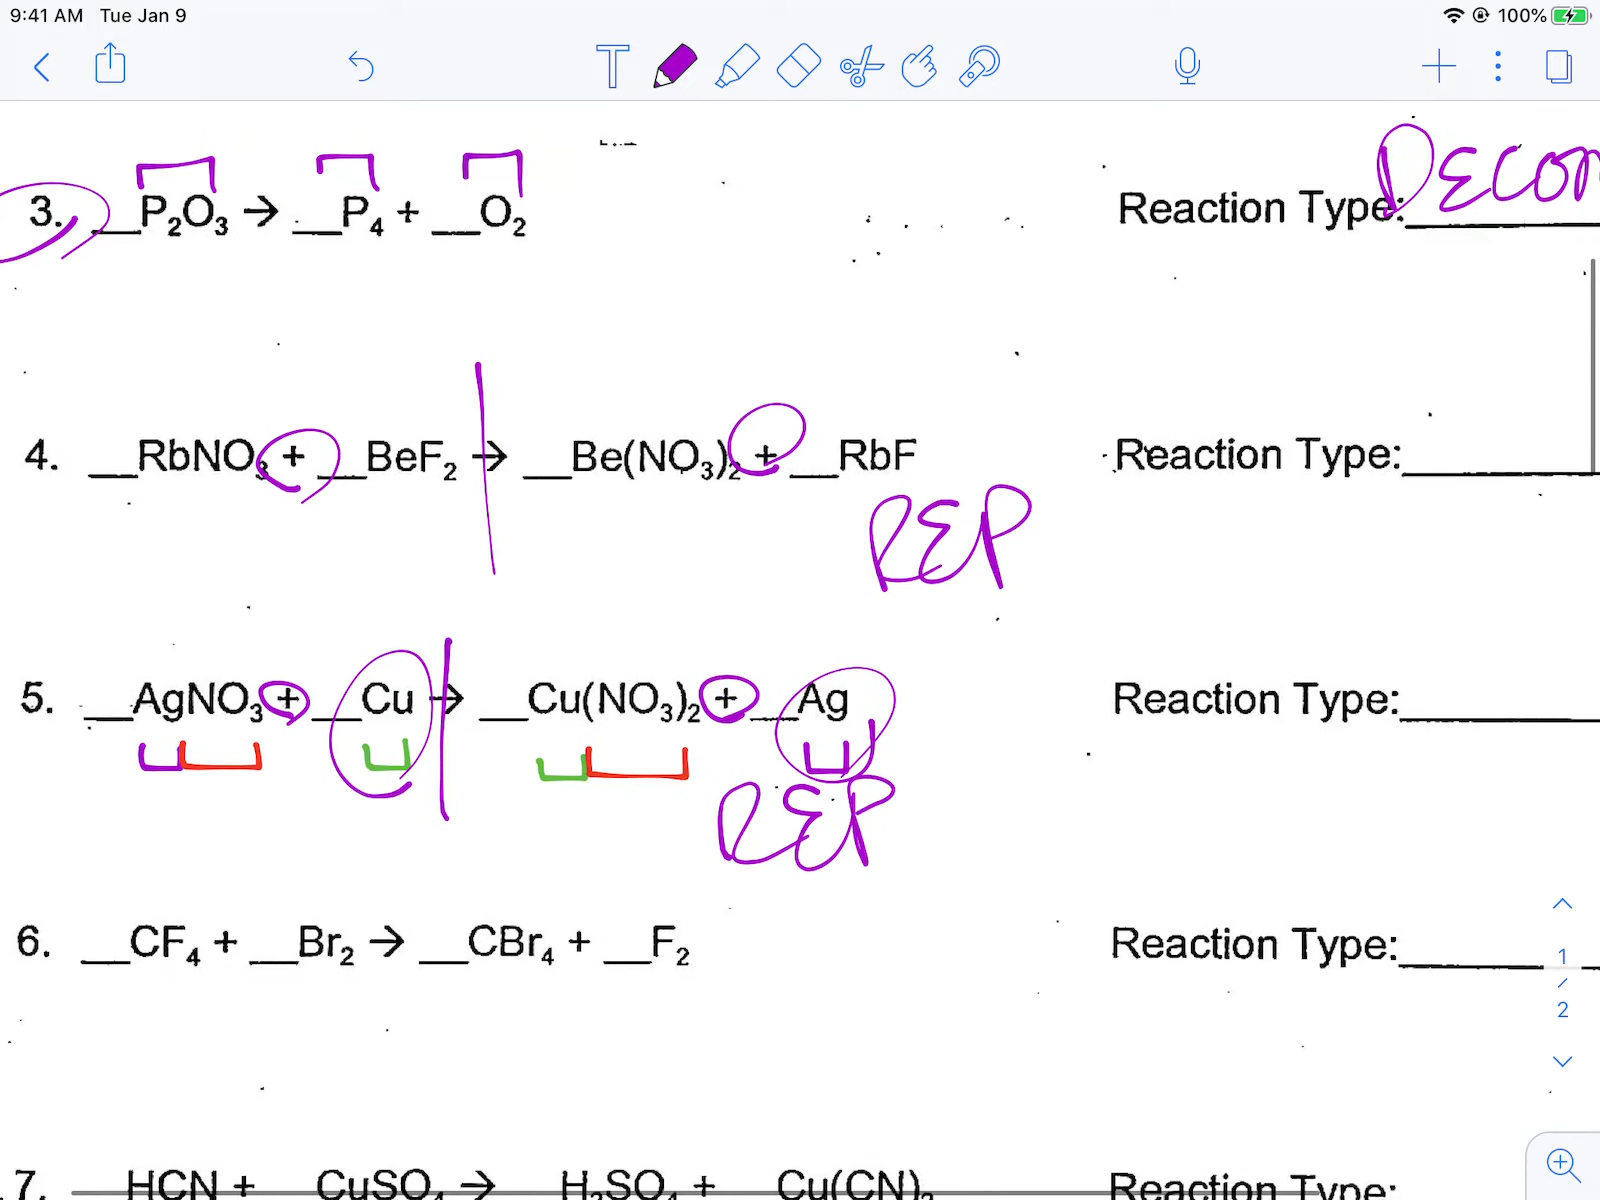 9:41 AM Tue Jan 9 100%
T
3. __P₂O₃ → __P₄ + __O₂ Reaction Type: DECOM
4. __RbNO₃ + __BeF₂ → __Be(NO₃)₂ + __RbF Reaction Type:
REP
5. __AgNO₃ + __Cu → __Cu(NO₃)₂ + __Ag Reaction Type:
REP
6. __CF₄ + __Br₂ → __CBr₄ + __F₂ Reaction Type:
1
/
2
7. __HCN + __CuSO₄ → __H₂SO₄ + __Cu(CN)₂ Reaction Type: